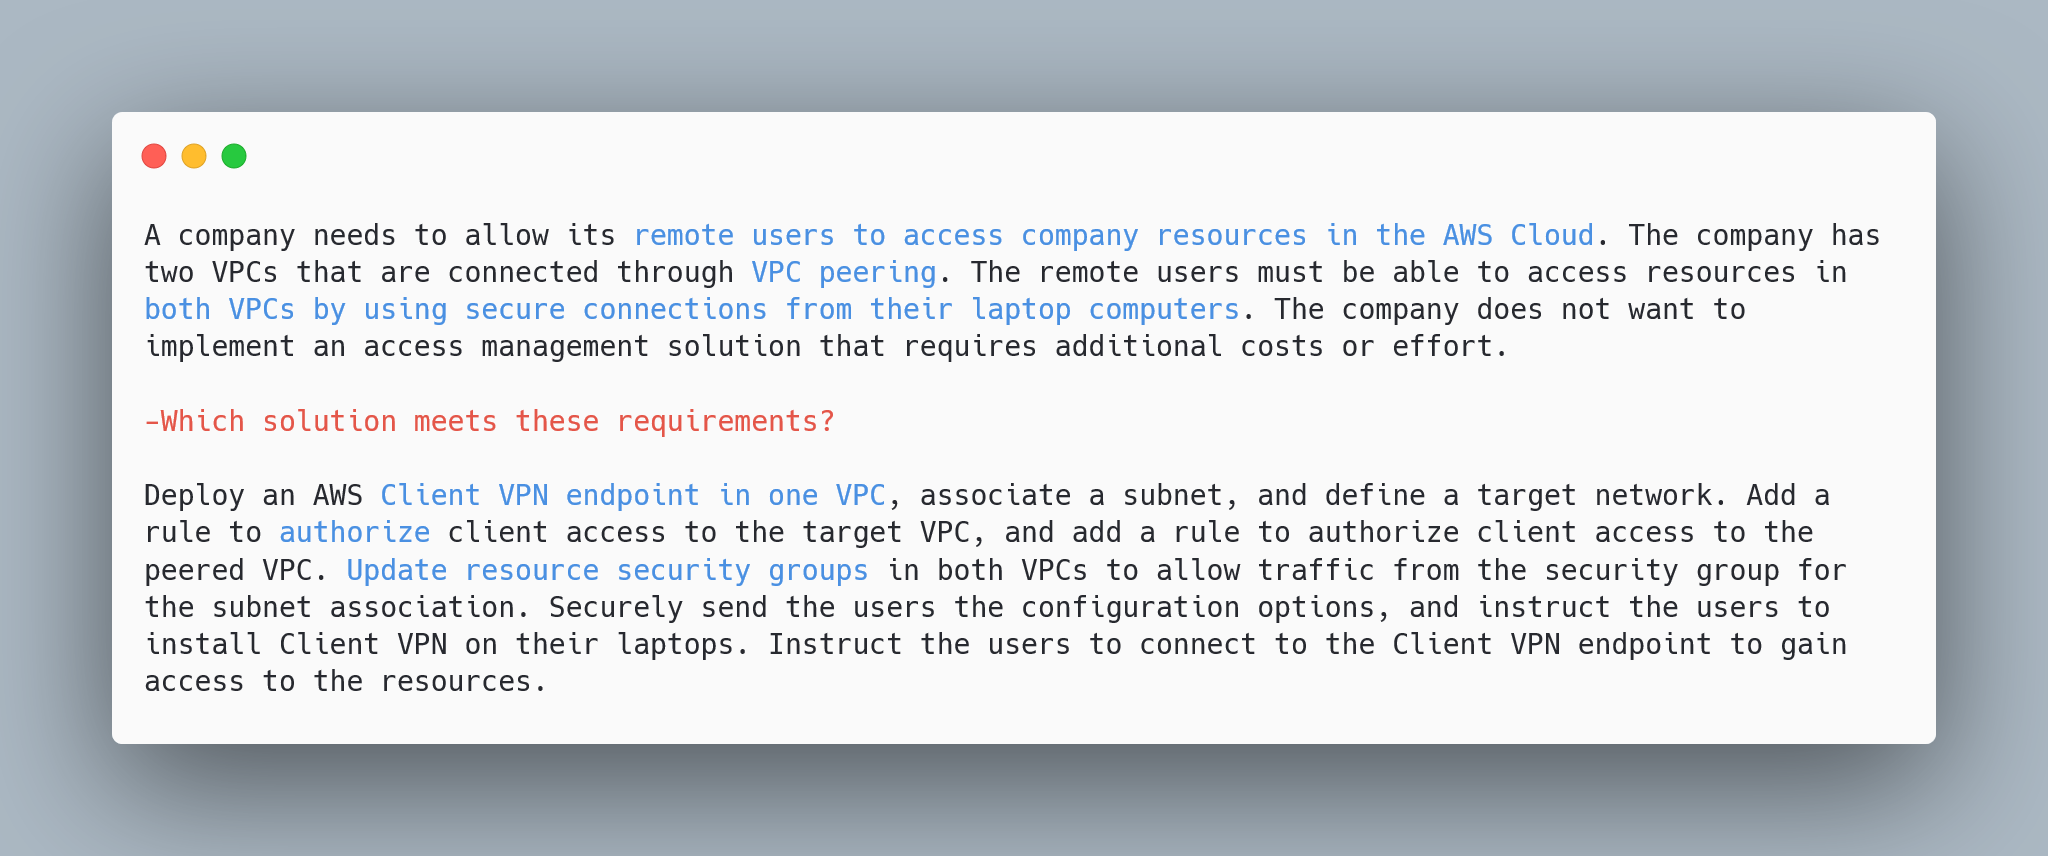 A company needs to allow its remote users to access company resources in the AWS Cloud. The company has
two VPCs that are connected through VPC peering. The remote users must be able to access resources in
both VPCs by using secure connections from their laptop computers. The company does not want to
implement an access management solution that requires additional costs or effort.
-Which solution meets these requirements?
Deploy an AWS Client VPN endpoint in one VPC, associate a subnet, and define a target network. Add a
rule to authorize client access to the target VPC, and add a rule to authorize client access to the
peered VPC. Update resource security groups in both VPCs to allow traffic from the security group for
the subnet association. Securely send the users the configuration options, and instruct the users to
install Client VPN on their laptops. Instruct the users to connect to the Client VPN endpoint to gain
access to the resources.